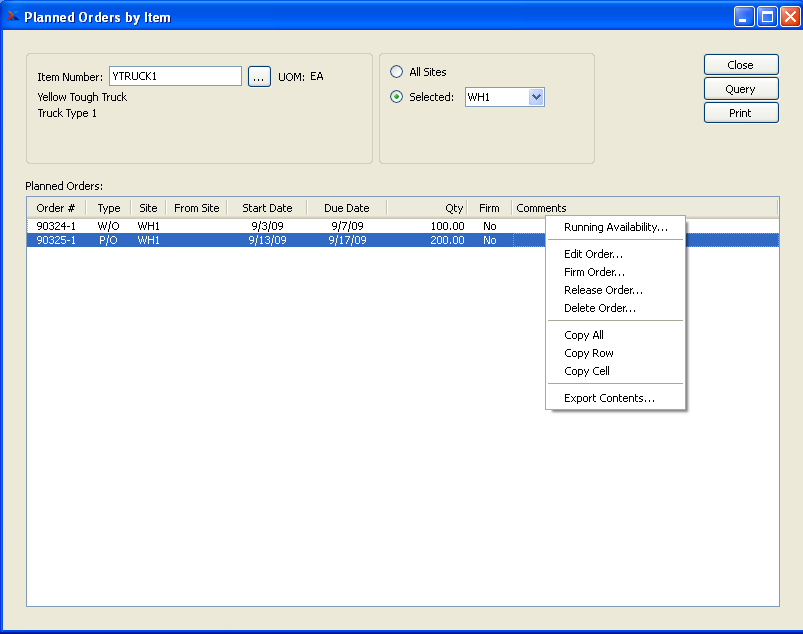 Planned Orders by Item
Item Number: YTRUCK1 ... UOM: EA
Yellow Tough Truck
Truck Type 1
All Sites
Selected: WH1
Close
Query
Print
Planned Orders:
Order # Type Site From Site Start Date Due Date Qty Firm Comments
90324-1 W/O WH1 9/3/09 9/7/09 100.00 No
90325-1 P/O WH1 9/13/09 9/17/09 200.00 No
Running Availability...
Edit Order...
Firm Order...
Release Order...
Delete Order...
Copy All
Copy Row
Copy Cell
Export Contents...